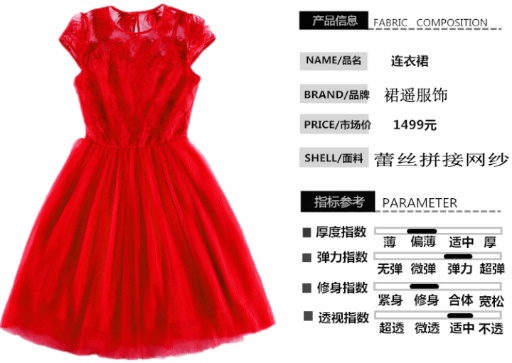 产品信息 FABRIC COMPOSITION
NAME/品名 连衣裙
BRAND/品牌 裙遥服饰
PRICE/市场价 1499元
SHELL/面料 蕾丝拼接网纱
指标参考 PARAMETER
厚度指数
薄 偏薄 适中 厚
弹力指数
无弹 微弹 弹力 超弹
修身指数
紧身 修身 合体 宽松
透视指数
超透 微透 适中 不透